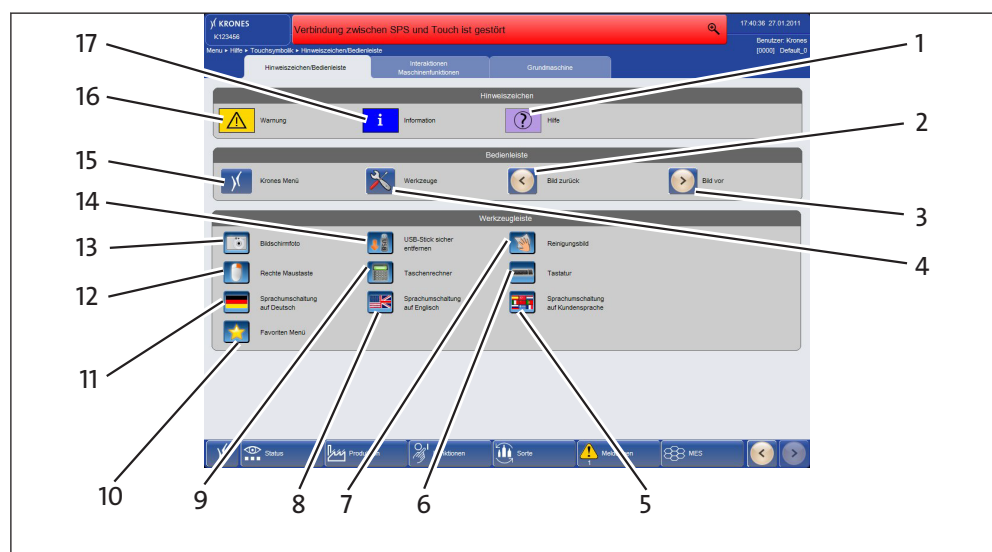 KRONES
K123456
Verbindung zwischen SPS und Touch ist gestört
17:40:36 27.01.2011
Benutzer: Krones
[0000] Default_0
Menu ▸ Hilfe ▸ Touchsymbolik ▸ Hinweiszeichen/Bedienleiste
Hinweiszeichen/Bedienleiste
Interaktionen
Maschinenfunktionen
Grundmaschine
Hinweiszeichen
Warnung
Information
Hilfe
Bedienleiste
Krones Menü
Werkzeuge
Bild zurück
Bild vor
Werkzeugleiste
Bildschirmfoto
USB-Stick sicher
entfernen
Reinigungsbild
Rechte Maustaste
Taschenrechner
Tastatur
Sprachumschaltung
auf Deutsch
Sprachumschaltung
auf Englisch
Sprachumschaltung
auf Kundensprache
Favoriten Menü
Status
Produktion
Funktionen
Sorte
Meldungen
1
MES
17
16
15
14
13
12
11
10
9
8
7
6
5
1
2
3
4